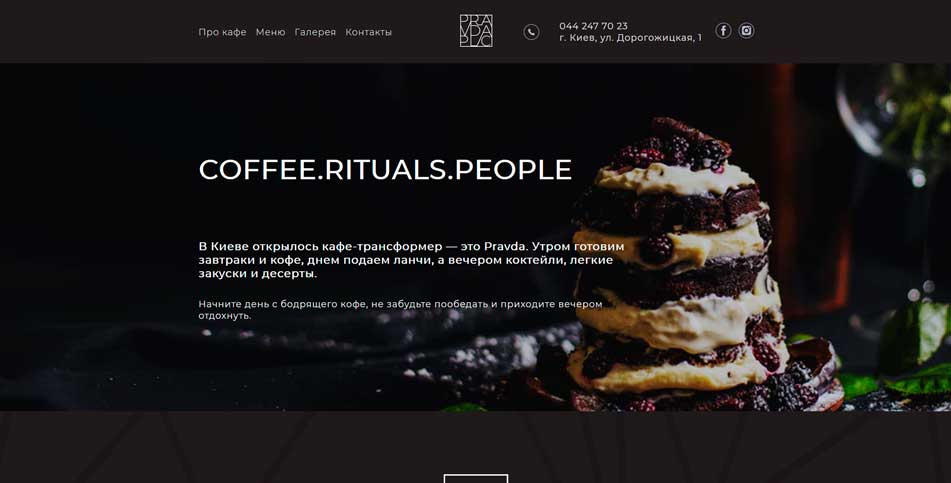 Про кафе Меню Галерея Контакты
PRA
VDA
PLC
044 247 70 23
г. Киев, ул. Дорогожицкая, 1
COFFEE.RITUALS.PEOPLE
В Киеве открылось кафе-трансформер — это Pravda. Утром готовим
завтраки и кофе, днем подаем ланчи, а вечером коктейли, легкие
закуски и десерты.
Начните день с бодрящего кофе, не забудьте пообедать и приходите вечером
отдохнуть.